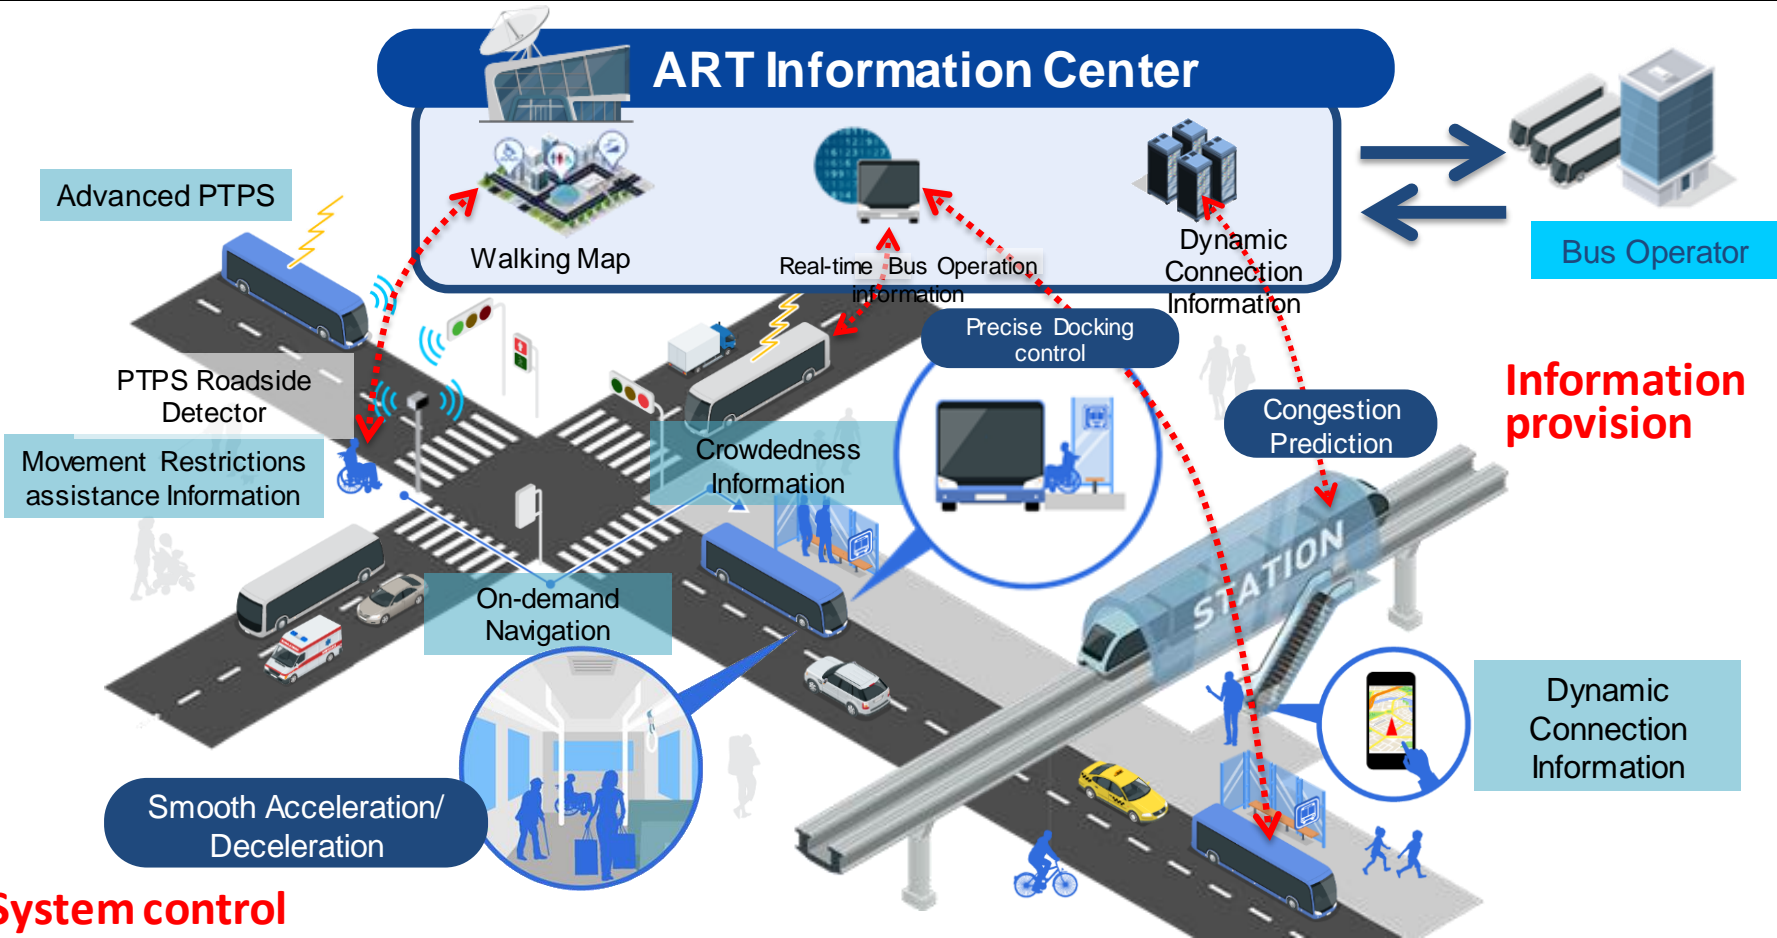 ART Information Center
Advanced PTPS
Walking Map
Real-time Bus Operation
information
Dynamic
Connection
Information
Bus Operator
Precise Docking
control
PTPS Roadside
Detector
Information
provision
Congestion
Prediction
Movement Restrictions
assistance Information
Crowdedness
Information
STATION
On-demand
Navigation
Dynamic
Connection
Information
Smooth Acceleration/
Deceleration
System control